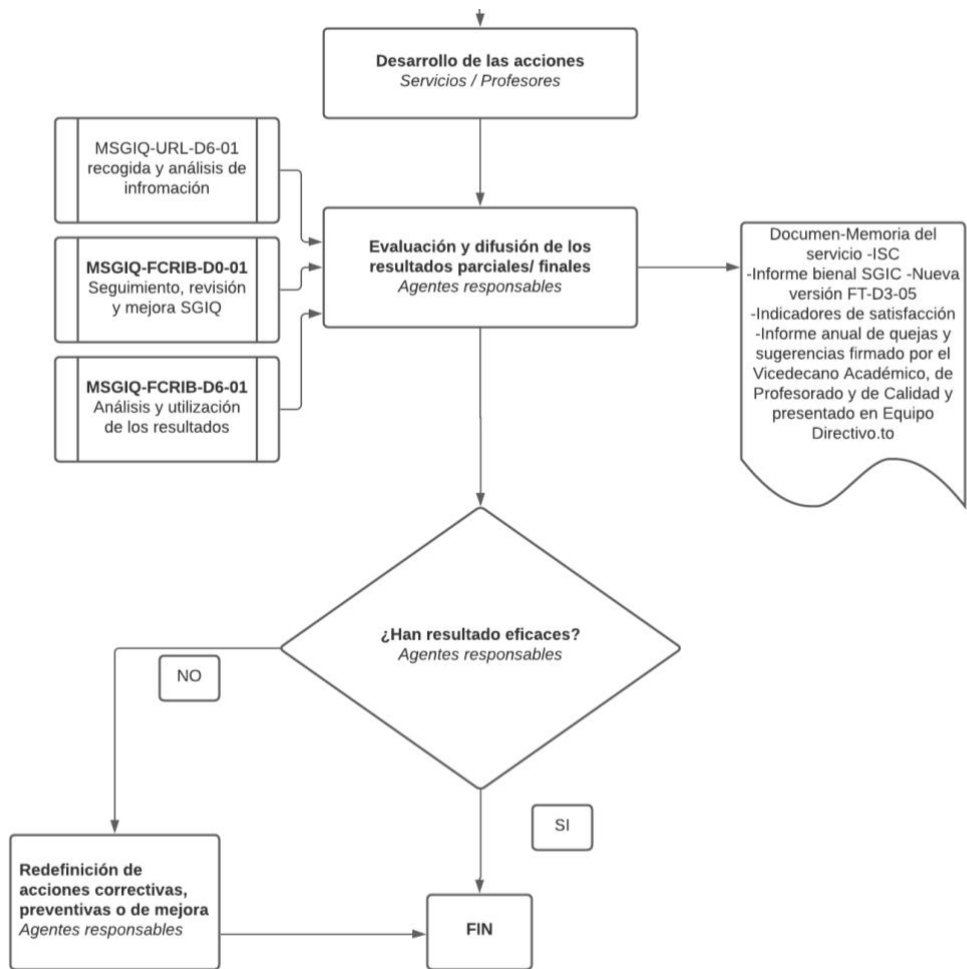 Desarrollo de las acciones
Servicios / Profesores
MSGIQ-URL-D6-01
recogida y análisis de
infromación
MSGIQ-FCRIB-D0-01
Seguimiento, revisión
y mejora SGIQ
MSGIQ-FCRIB-D6-01
Análisis y utilización
de los resultados
Evaluación y difusión de los
resultados parciales/ finales
Agentes responsables
Documen-Memoria del
servicio -ISC
-Informe bienal SGIC -Nueva
versión FT-D3-05
-Indicadores de satisfacción
-Informe anual de quejas y
sugerencias firmado por el
Vicedecano Académico, de
Profesorado y de Calidad y
presentado en Equipo
Directivo.to
¿Han resultado eficaces?
Agentes responsables
NO
SI
Redefinición de
acciones correctivas,
preventivas o de mejora
Agentes responsables
FIN